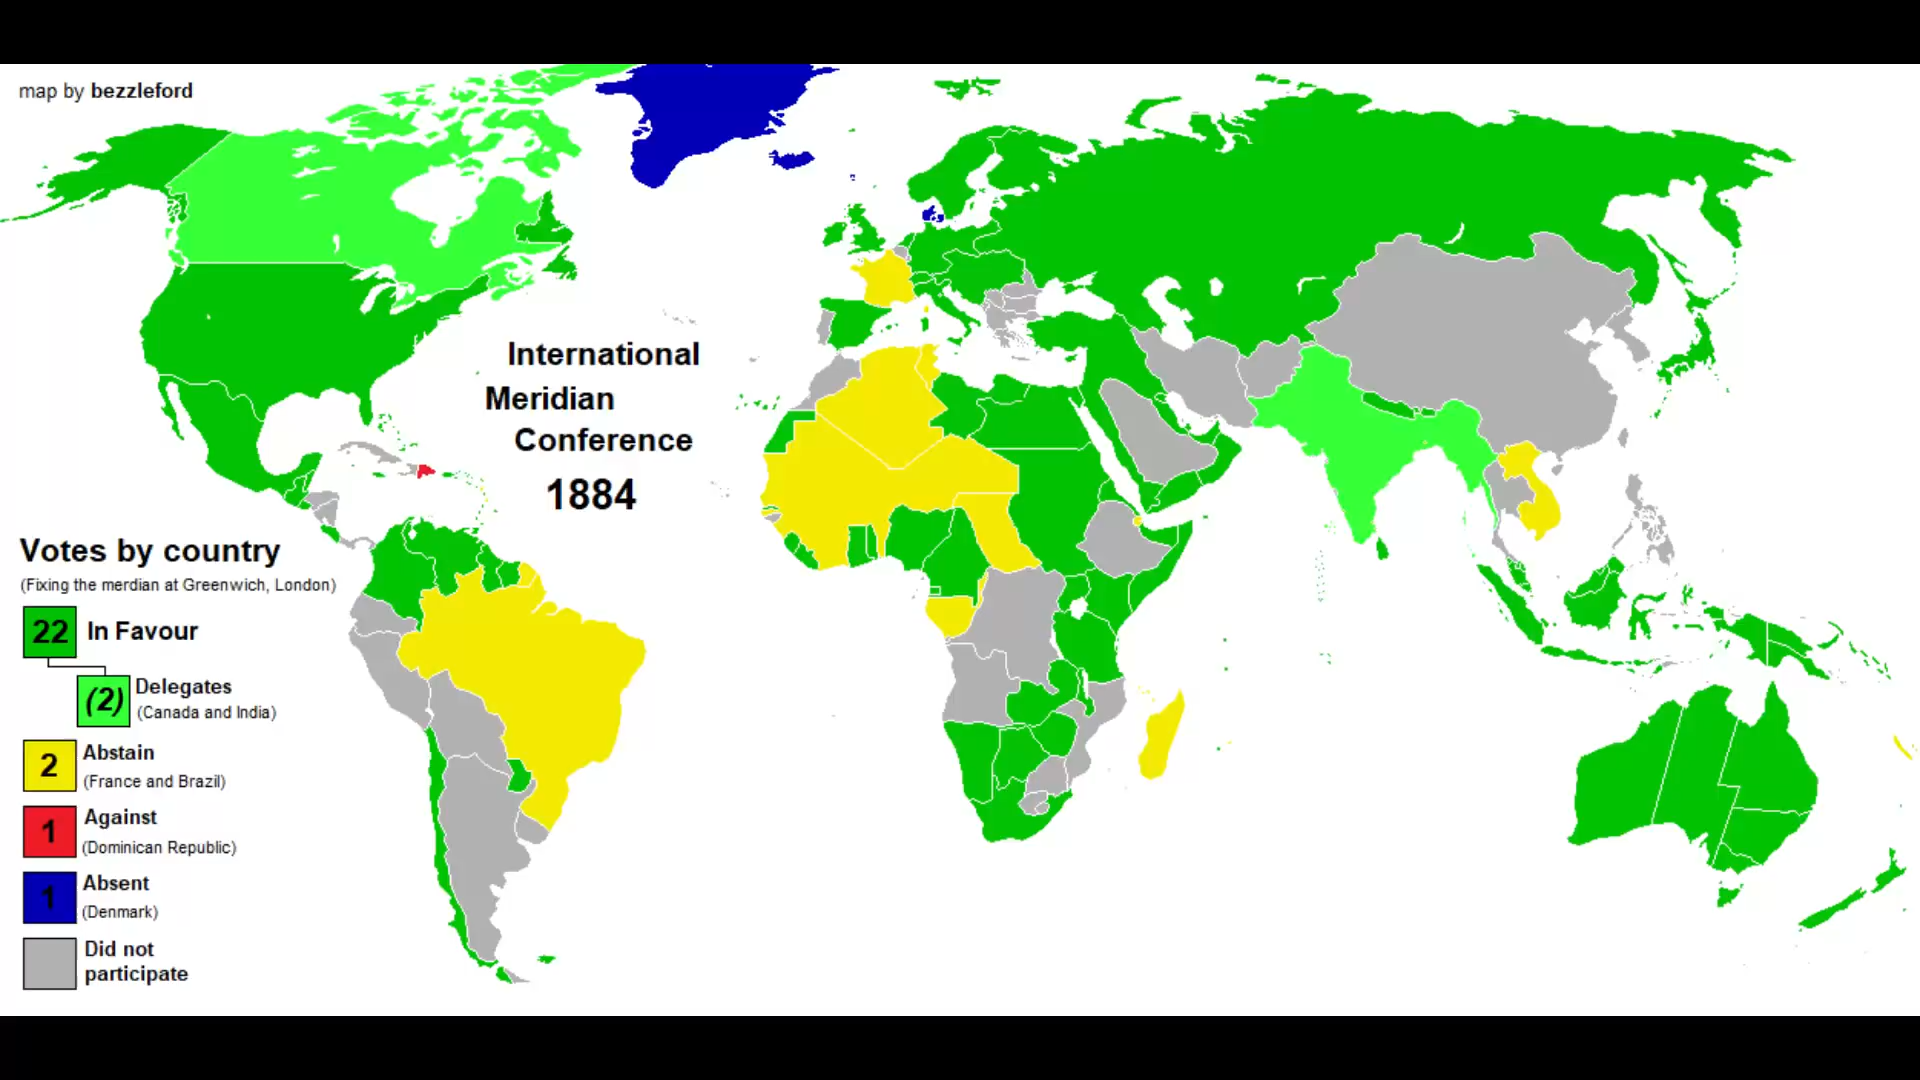 map by bezzleford
International
Meridian
Conference
1884
Votes by country
(Fixing the merdian at Greenwich, London)
22 In Favour
(2) Delegates
(Canada and India)
2 Abstain
(France and Brazil)
1 Against
(Dominican Republic)
1 Absent
(Denmark)
Did not
participate